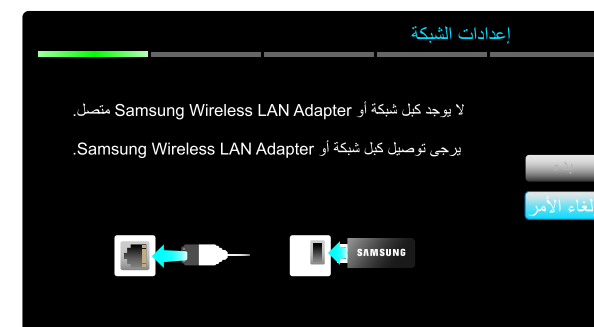 إعدادات الشبكة
لا يوجد كبل شبكة أو Samsung Wireless LAN Adapter متصل.
يرجى توصيل كبل شبكة أو Samsung Wireless LAN Adapter.
لغاء الأمر
SAMSUNG